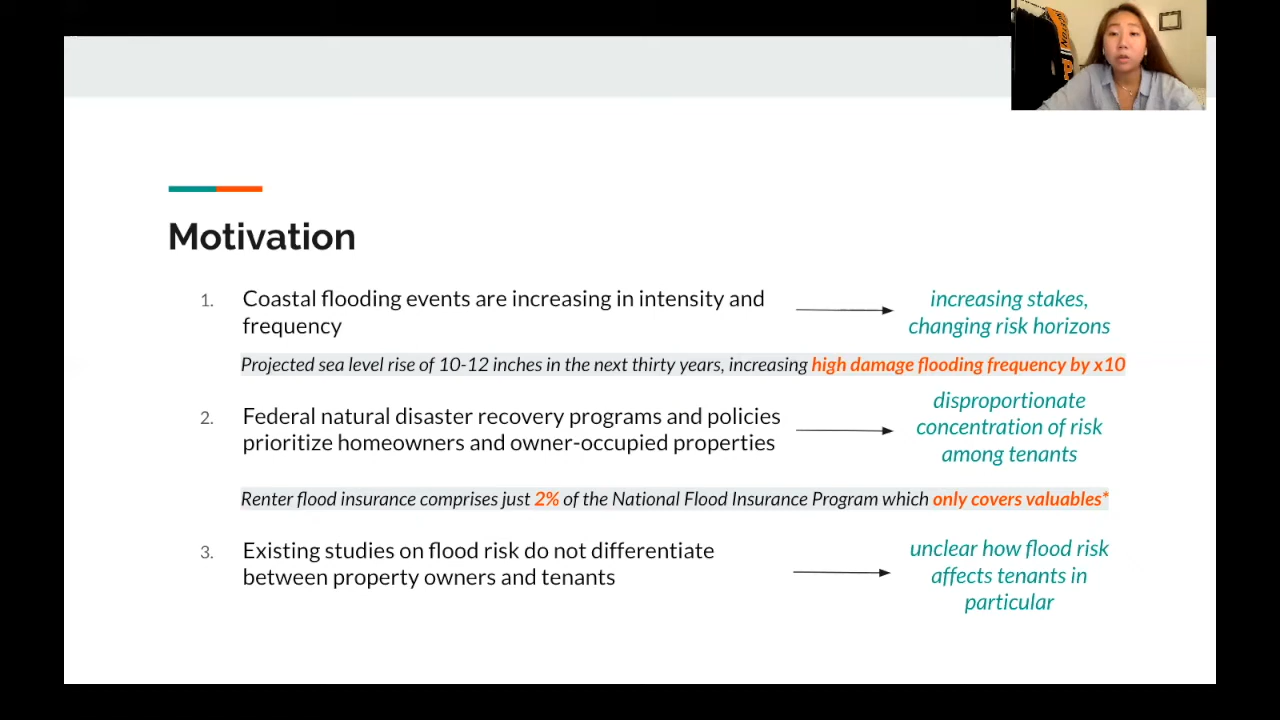 Motivation
1. Coastal flooding events are increasing in intensity and
frequency
increasing stakes,
changing risk horizons
Projected sea level rise of 10-12 inches in the next thirty years, increasing high damage flooding frequency by x10
2. Federal natural disaster recovery programs and policies
prioritize homeowners and owner-occupied properties
disproportionate
concentration of risk
among tenants
Renter flood insurance comprises just 2% of the National Flood Insurance Program which only covers valuables*
3. Existing studies on flood risk do not differentiate
between property owners and tenants
unclear how flood risk
affects tenants in
particular